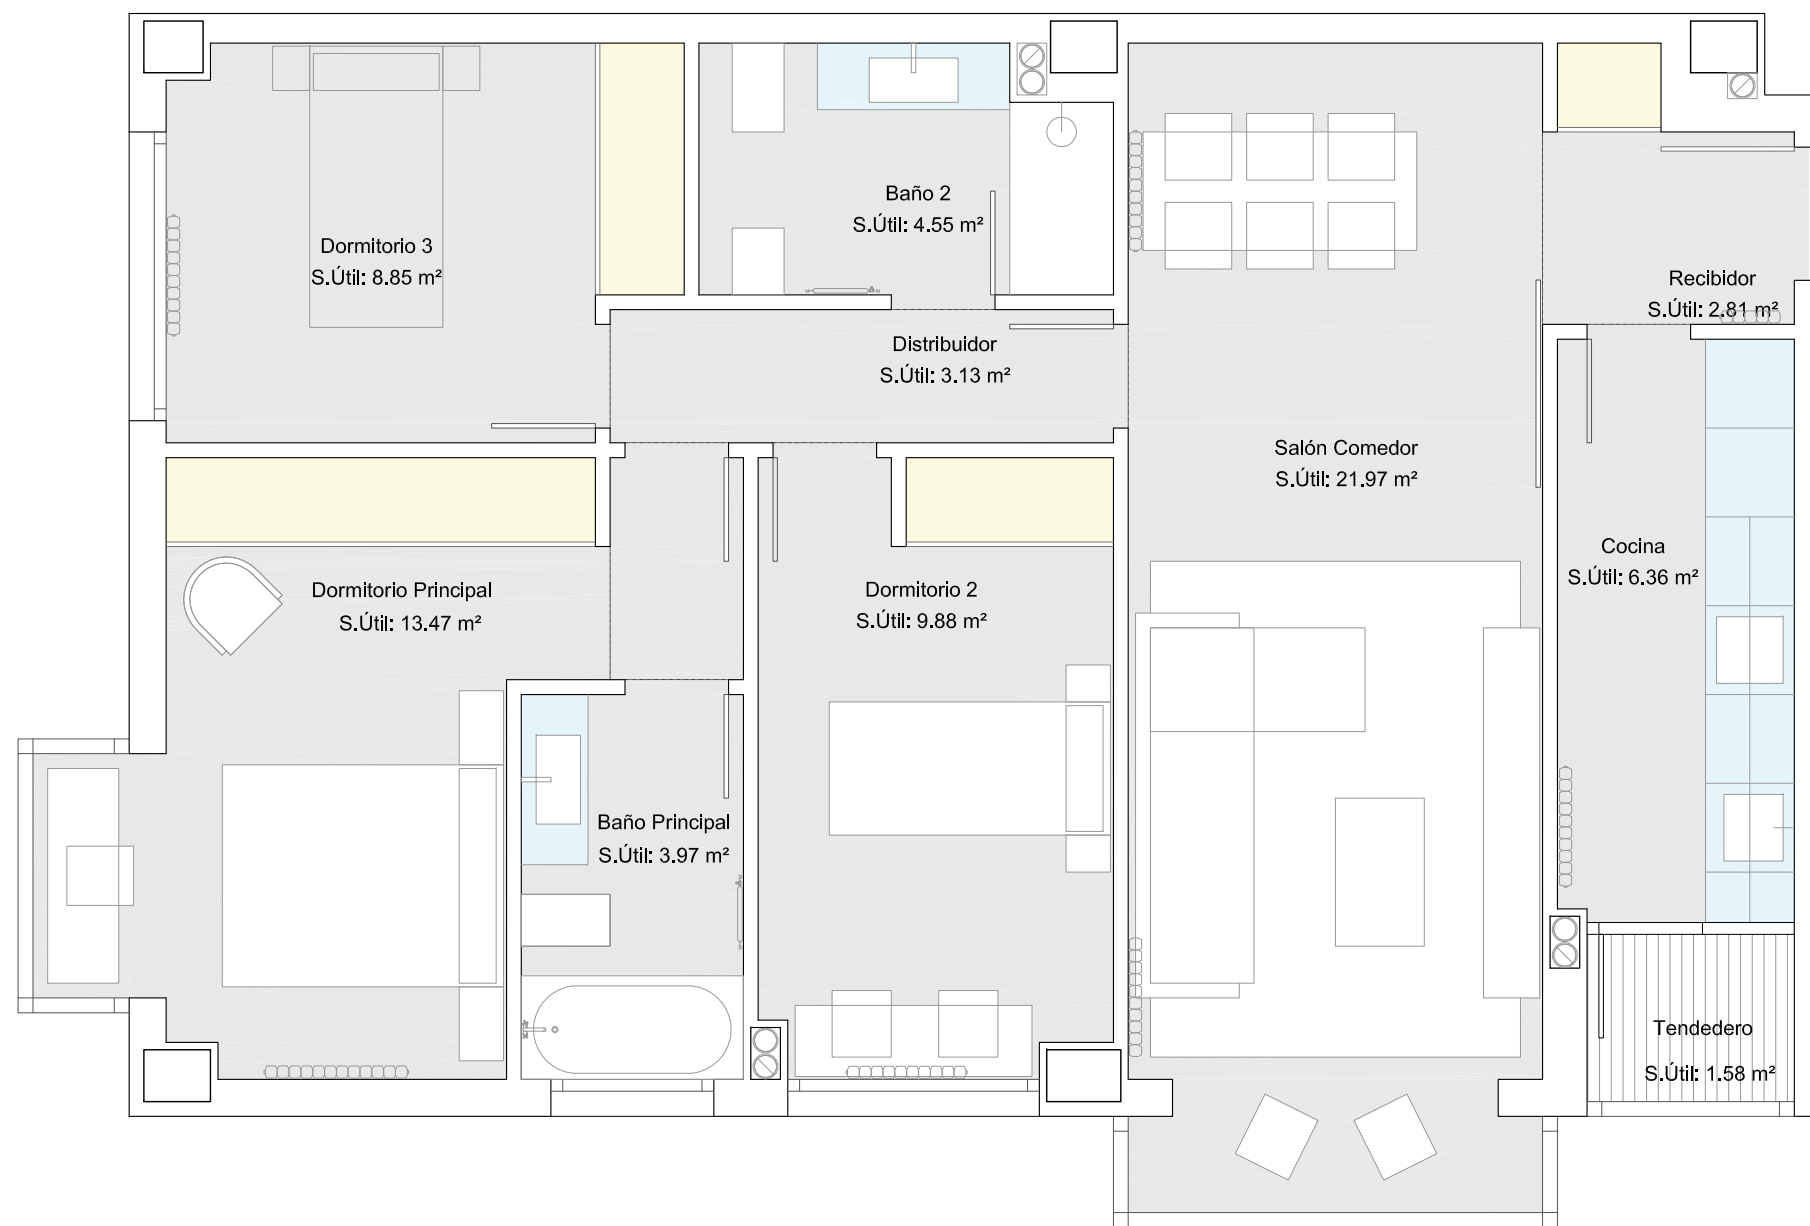 Baño 2
S.Útil: 4.55 m²
Dormitorio 3
S.Útil: 8.85 m²
Recibidor
S.Útil: 2.81 m²
Distribuidor
S.Útil: 3.13 m²
Salón Comedor
S.Útil: 21.97 m²
Cocina
S.Útil: 6.36 m²
Dormitorio Principal
S.Útil: 13.47 m²
Dormitorio 2
S.Útil: 9.88 m²
Baño Principal
S.Útil: 3.97 m²
Tendedero
S.Útil: 1.58 m²